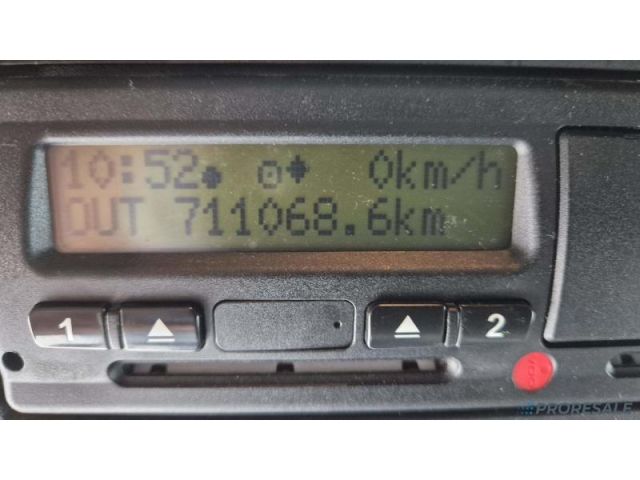 10:52 0km/h
OUT 711068.6km
1 2
PRORESALE